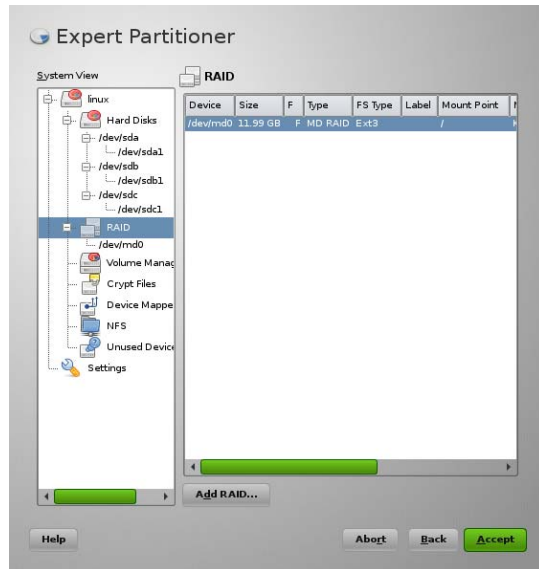 Expert Partitioner
System View
linux
Hard Disks
/dev/sda
/dev/sda1
/dev/sdb
/dev/sdb1
/dev/sdc
/dev/sdc1
RAID
/dev/md0
Volume Manag
Crypt Files
Device Mappe
NFS
Unused Device
Settings
RAID
Device Size F Type FS Type Label Mount Point
/dev/md0 11.99 GB F MD RAID Ext3 /
Add RAID...
Help Abort Back Accept